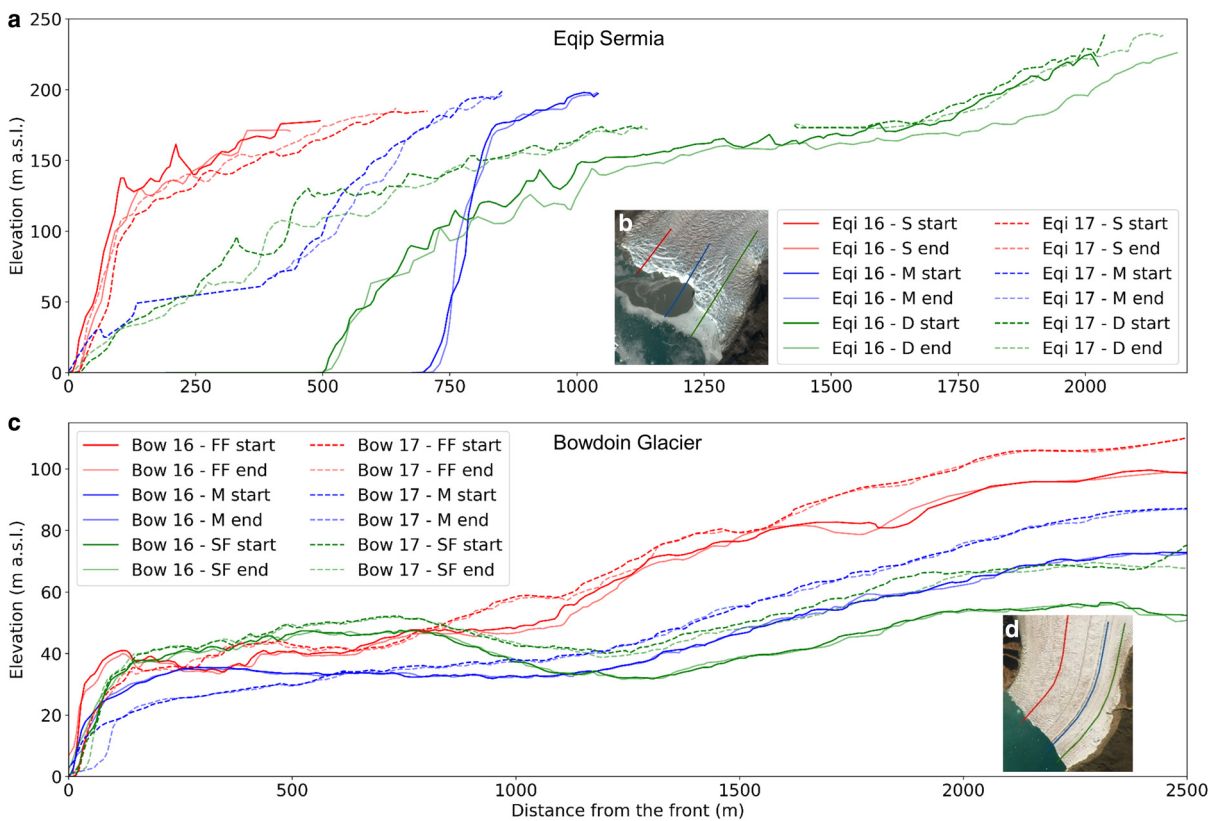 a
Eqip Sermia
250
200
150
100
50
0
Elevation (m a.s.l.)
b
Eqi 16 - S start
Eqi 16 - S end
Eqi 16 - M start
Eqi 16 - M end
Eqi 16 - D start
Eqi 16 - D end
Eqi 17 - S start
Eqi 17 - S end
Eqi 17 - M start
Eqi 17 - M end
Eqi 17 - D start
Eqi 17 - D end
0 250 500 750 1000 1250 1500 1750 2000
c
Bowdoin Glacier
Bow 16 - FF start
Bow 16 - FF end
Bow 16 - M start
Bow 16 - M end
Bow 16 - SF start
Bow 16 - SF end
Bow 17 - FF start
Bow 17 - FF end
Bow 17 - M start
Bow 17 - M end
Bow 17 - SF start
Bow 17 - SF end
100
80
60
40
20
0
Elevation (m a.s.l.)
d
0 500 1000 1500 2000 2500
Distance from the front (m)